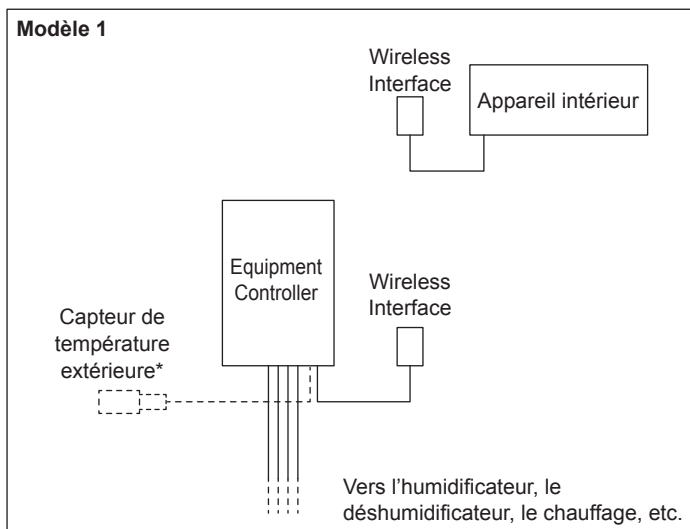 Modèle 1
Wireless
Interface
Appareil intérieur
Equipment
Controller
Wireless
Interface
Capteur de
température
extérieure*
Vers l'humidificateur, le
déshumidificateur, le chauffage, etc.